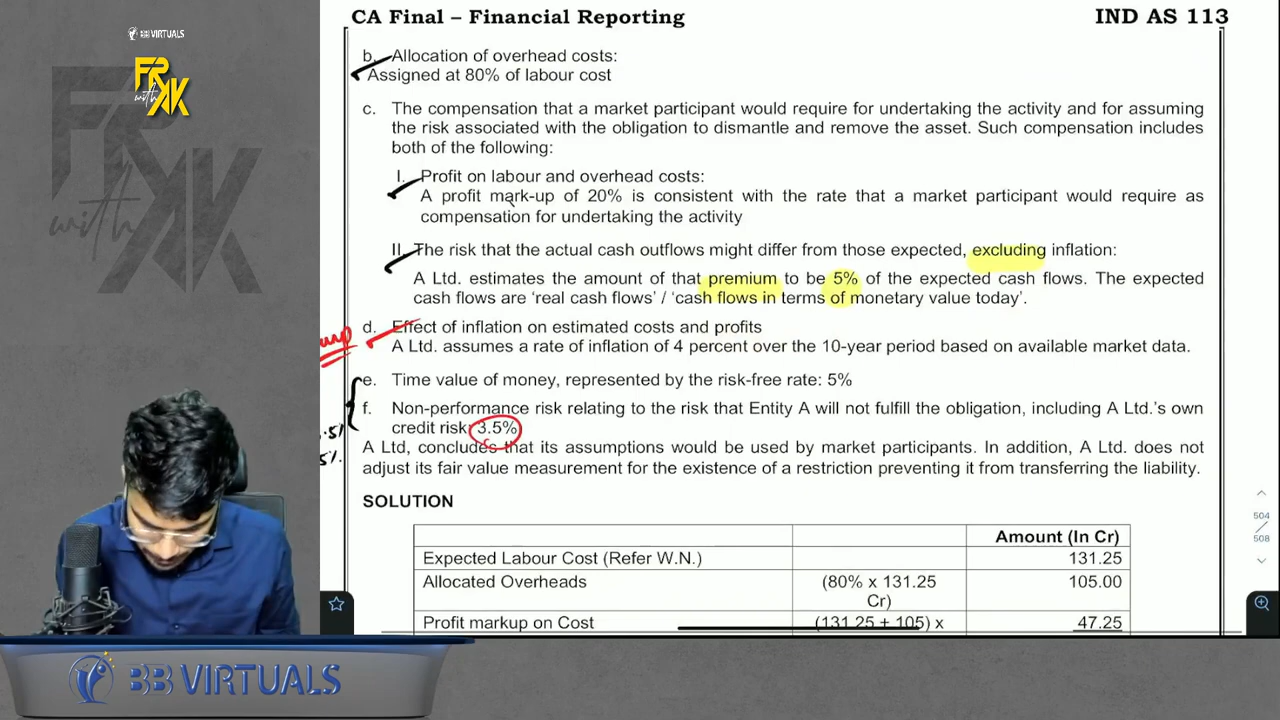 CA Final – Financial Reporting
IND AS 113
BB VIRTUALS
FR with AK
FR with AK
b. Allocation of overhead costs:
Assigned at 80% of labour cost
c. The compensation that a market participant would require for undertaking the activity and for assuming
the risk associated with the obligation to dismantle and remove the asset. Such compensation includes
both of the following:
I. Profit on labour and overhead costs:
A profit mark-up of 20% is consistent with the rate that a market participant would require as
compensation for undertaking the activity
II. The risk that the actual cash outflows might differ from those expected, excluding inflation:
A Ltd. estimates the amount of that premium to be 5% of the expected cash flows. The expected
cash flows are ‘real cash flows’ / ‘cash flows in terms of monetary value today’.
d. Effect of inflation on estimated costs and profits
A Ltd. assumes a rate of inflation of 4 percent over the 10-year period based on available market data.
e. Time value of money, represented by the risk-free rate: 5%
f. Non-performance risk relating to the risk that Entity A will not fulfill the obligation, including A Ltd.’s own
credit risk: 3.5%
A Ltd, concludes that its assumptions would be used by market participants. In addition, A Ltd. does not
adjust its fair value measurement for the existence of a restriction preventing it from transferring the liability.
SOLUTION
Amount (In Cr)
Expected Labour Cost (Refer W.N.) 131.25
Allocated Overheads (80% x 131.25 105.00
Cr)
Profit markup on Cost (131.25 + 105) x 47.25
504
508
BB VIRTUALS